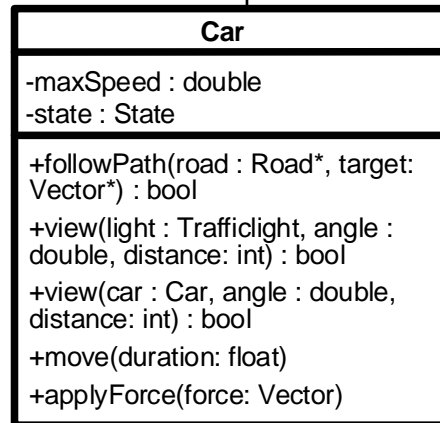 Car
-maxSpeed : double
-state : State
+followPath(road : Road*, target:
Vector*) : bool
+view(light : Trafficlight, angle :
double, distance: int) : bool
+view(car : Car, angle : double,
distance: int) : bool
+move(duration: float)
+applyForce(force: Vector)